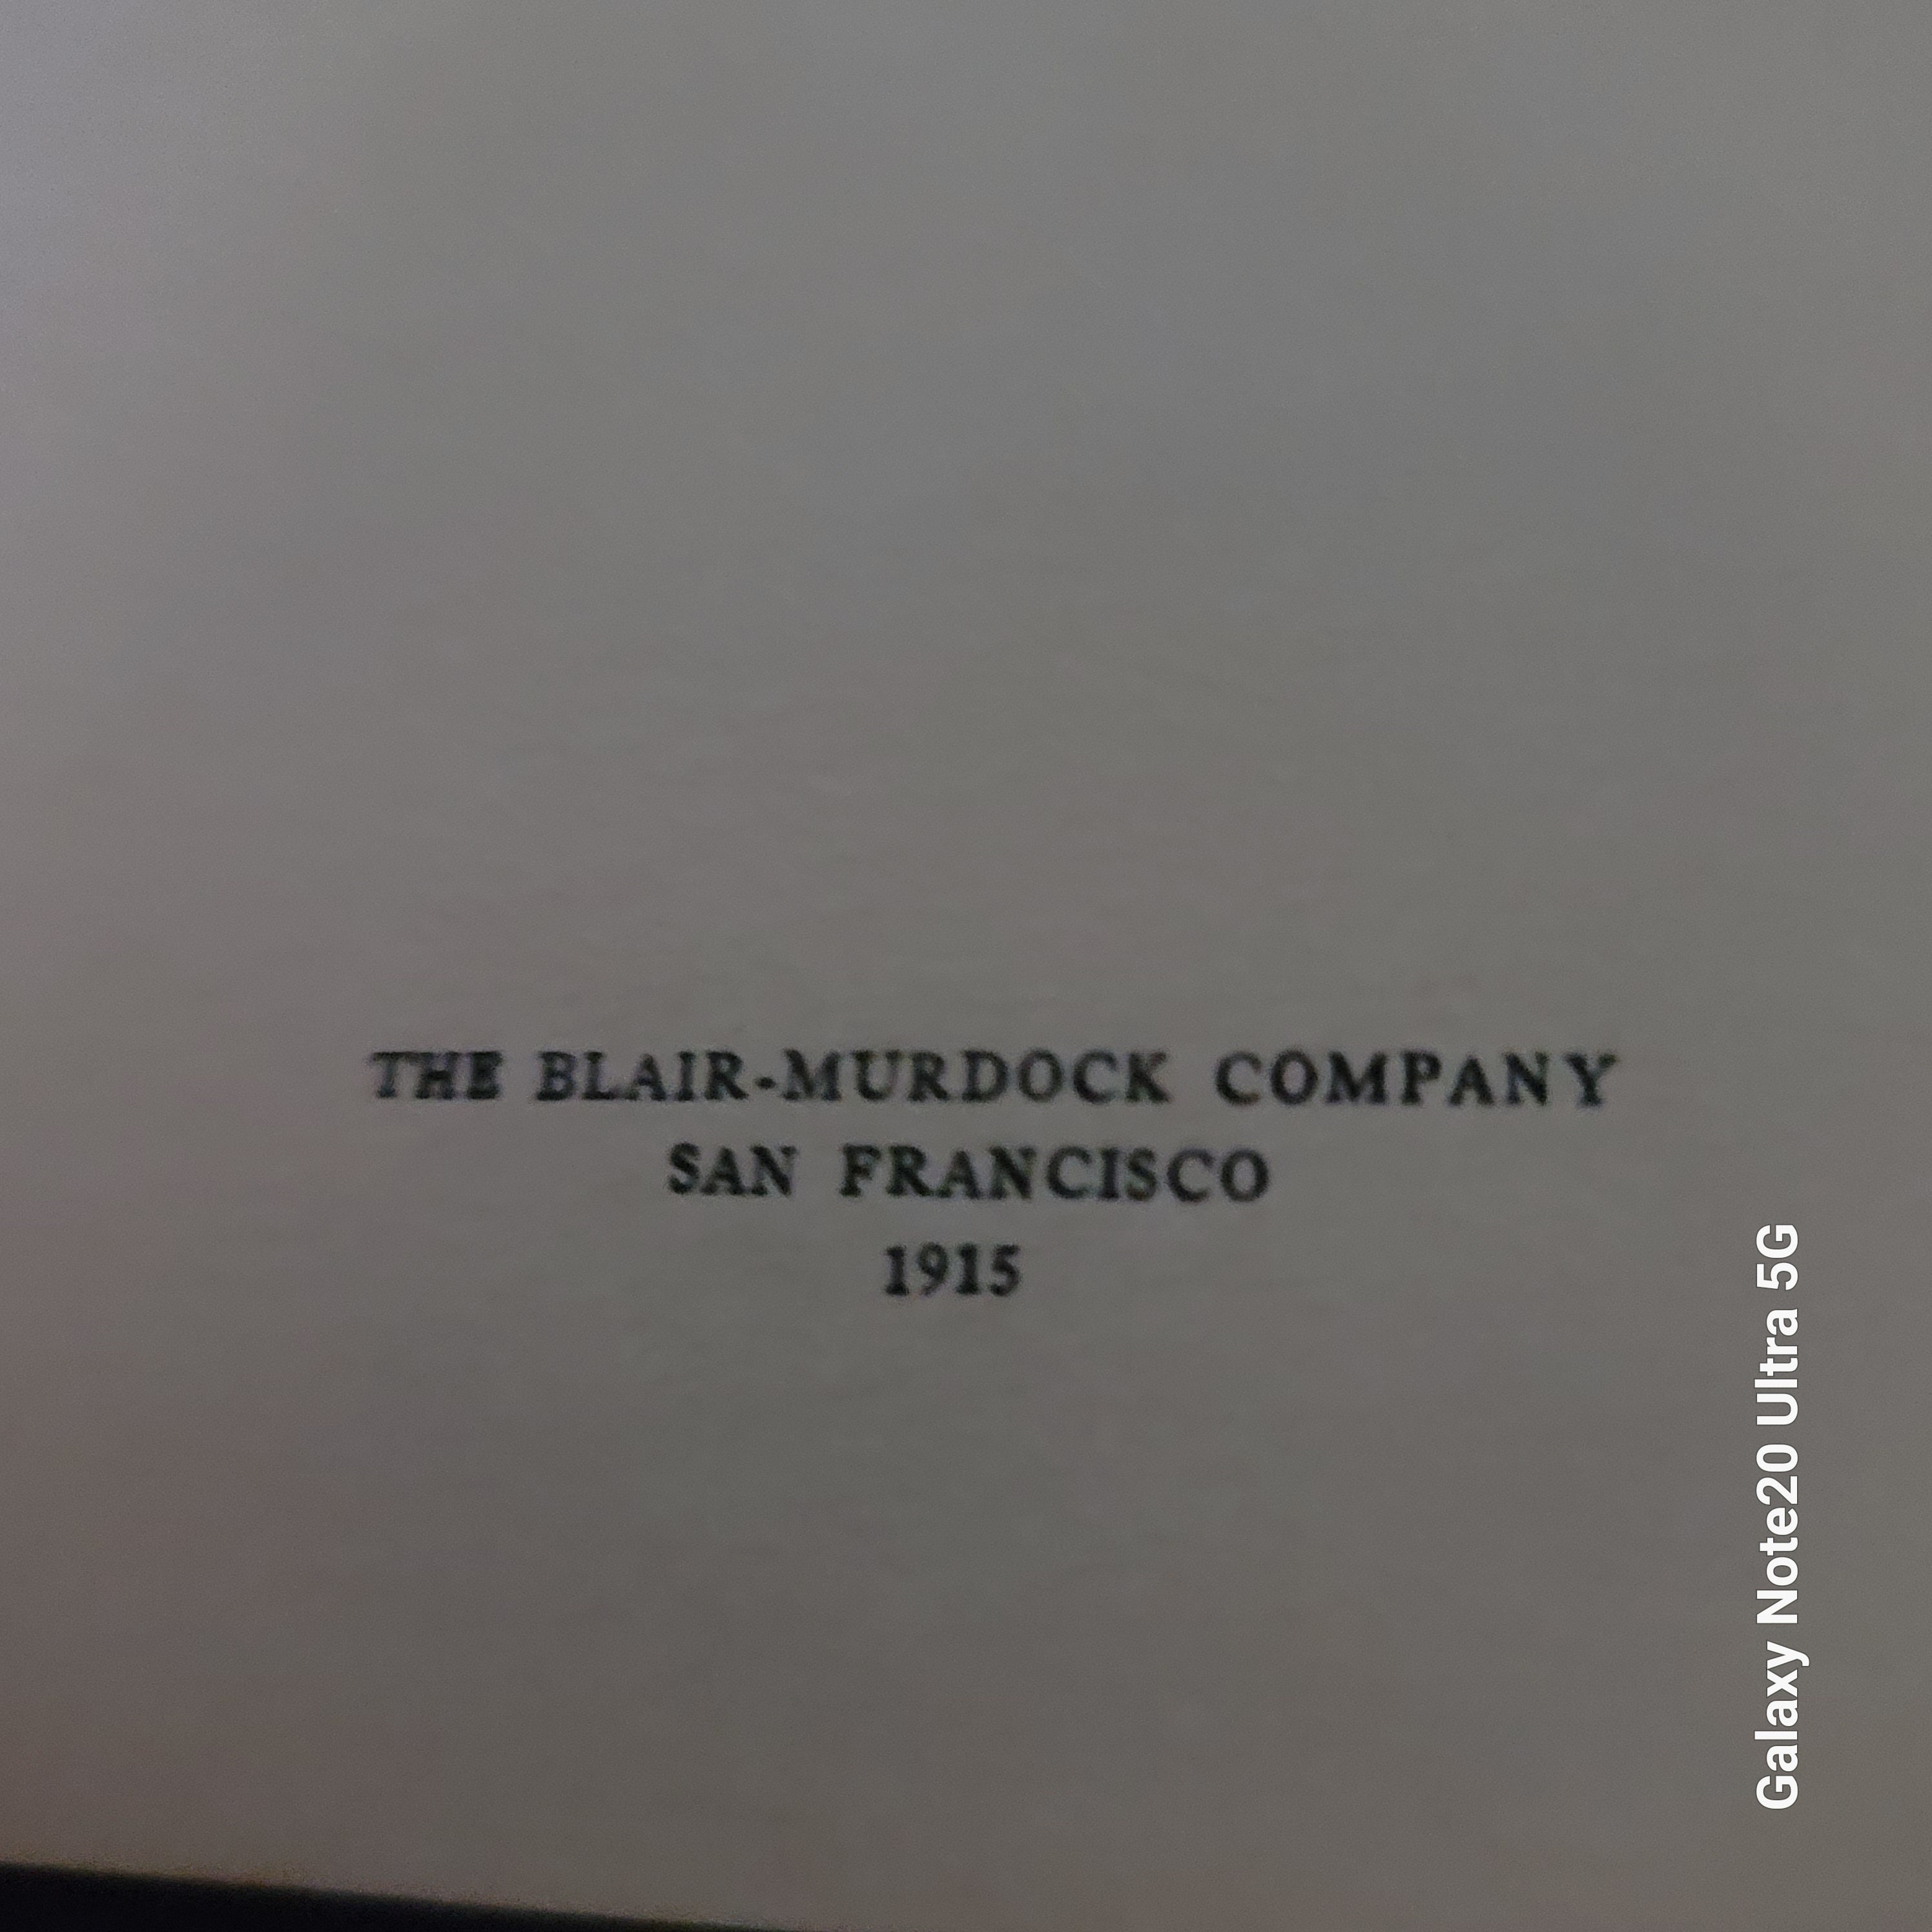 THE BLAIR-MURDOCK COMPANY
SAN FRANCISCO
1915
Galaxy Note20 Ultra 5G